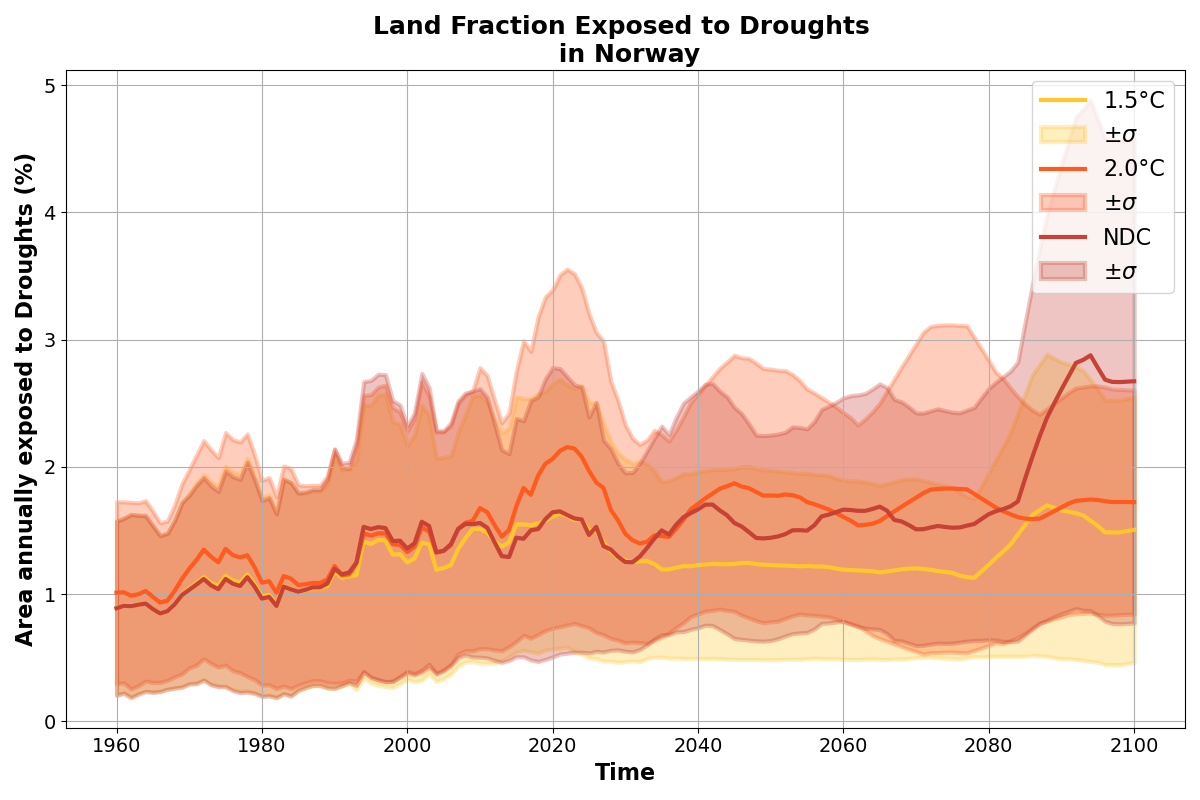 Land Fraction Exposed to Droughts
in Norway
Area annually exposed to Droughts (%)
5
4
3
2
1
0
1960 1980 2000 2020 2040 2060 2080 2100
Time
1.5°C
±σ
2.0°C
±σ
NDC
±σ